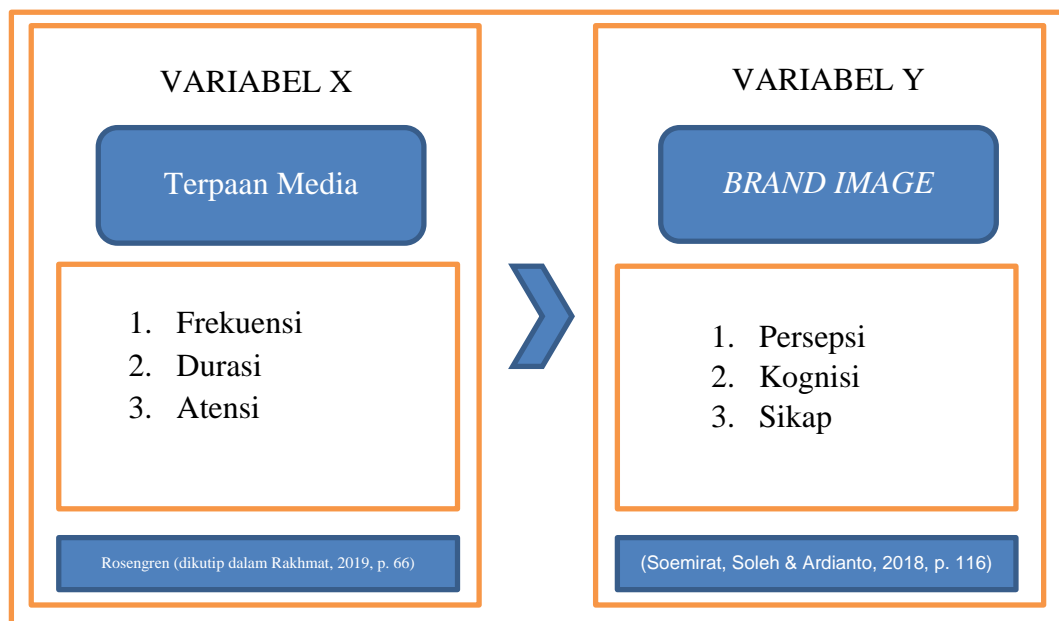 VARIABEL X
Terpaan Media
1. Frekuensi
2. Durasi
3. Atensi
Rosengren (dikutip dalam Rakhmat, 2019, p. 66)
VARIABEL Y
BRAND IMAGE
1. Persepsi
2. Kognisi
3. Sikap
(Soemirat, Soleh & Ardianto, 2018, p. 116)